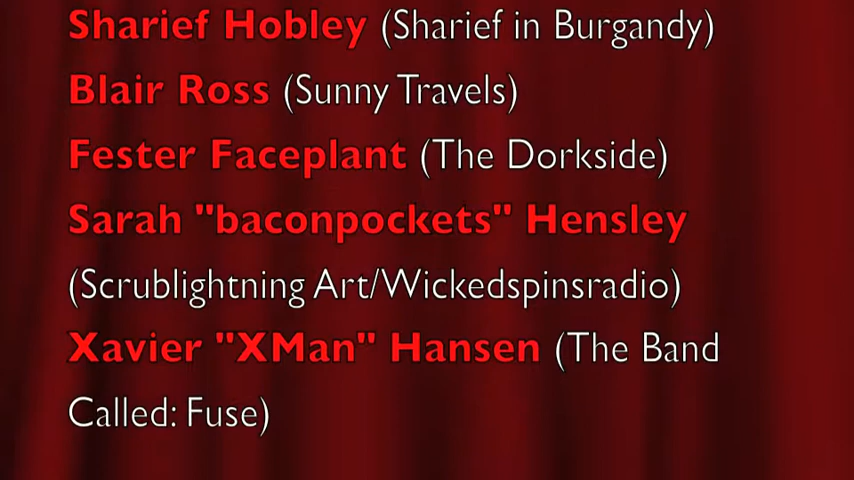 Sharief Hobley (Sharief in Burgandy)
Blair Ross (Sunny Travels)
Fester Faceplant (The Dorkside)
Sarah "baconpockets" Hensley
(Scrublightning Art/Wickedspinsradio)
Xavier "XMan" Hansen (The Band
Called: Fuse)